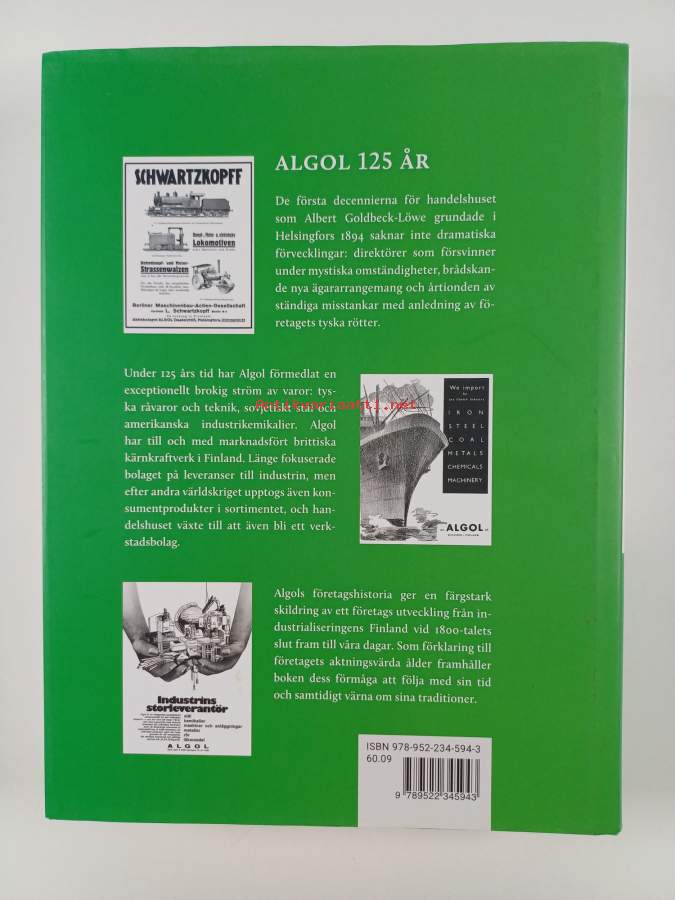 ALGOL 125 ÅR
SCHWARTZKOPFF
Lokomotiven
Strassenwalzen
Berliner Maschinenbau-Actien-Gesellschaft
L. Schwartzkopff
De första decennierna för handelshuset
som Albert Goldbeck-Löwe grundade i
Helsingfors 1894 saknar inte dramatiska
förvecklingar: direktörer som försvinner
under mystiska omständigheter, brådskan-
de nya ägararrangemang och årtionden av
ständiga misstankar med anledning av fö-
retagets tyska rötter.
Under 125 års tid har Algol förmedlat en
exceptionellt brokig ström av varor: tys-
ka råvaror och teknik, sovjetiskt stål och
amerikanska industrikemikalier. Algol
har till och med marknadsfört brittiska
kärnkraftverk i Finland. Länge fokuserade
bolaget på leveranser till industrin, men
efter andra världskriget upptogs även kon-
sumentprodukter i sortimentet, och han-
delshuset växte till att även bli ett verk-
stadsbolag.
Antikvariaatti.net
We import
IRON
STEEL
COAL
METALS
CHEMICALS
MACHINERY
ALGOL
Industrins
storleverantör
stål
kemikalier
maskiner och anläggningar
metaller
ALGOL
Algols företagshistoria ger en färgstark
skildring av ett företags utveckling från in-
dustrialiseringens Finland vid 1800-talets
slut fram till våra dagar. Som förklaring till
företagets aktningsvärda ålder framhåller
boken dess förmåga att följa med sin tid
och samtidigt värna om sina traditioner.
ISBN 978-952-234-594-3
60.09
9 789522 345943